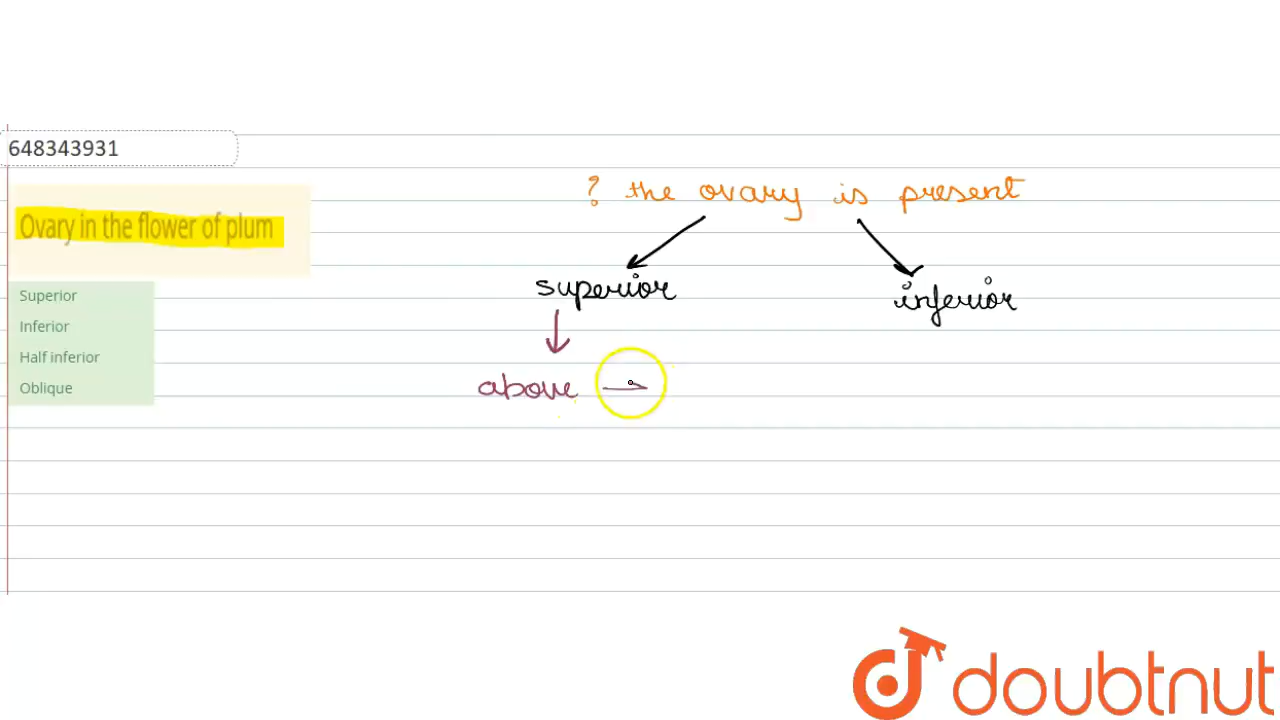 648343931
Ovary in the flower of plum
Superior
Inferior
Half inferior
Oblique
? the ovary is present
superior
inferior
above
doubtnut